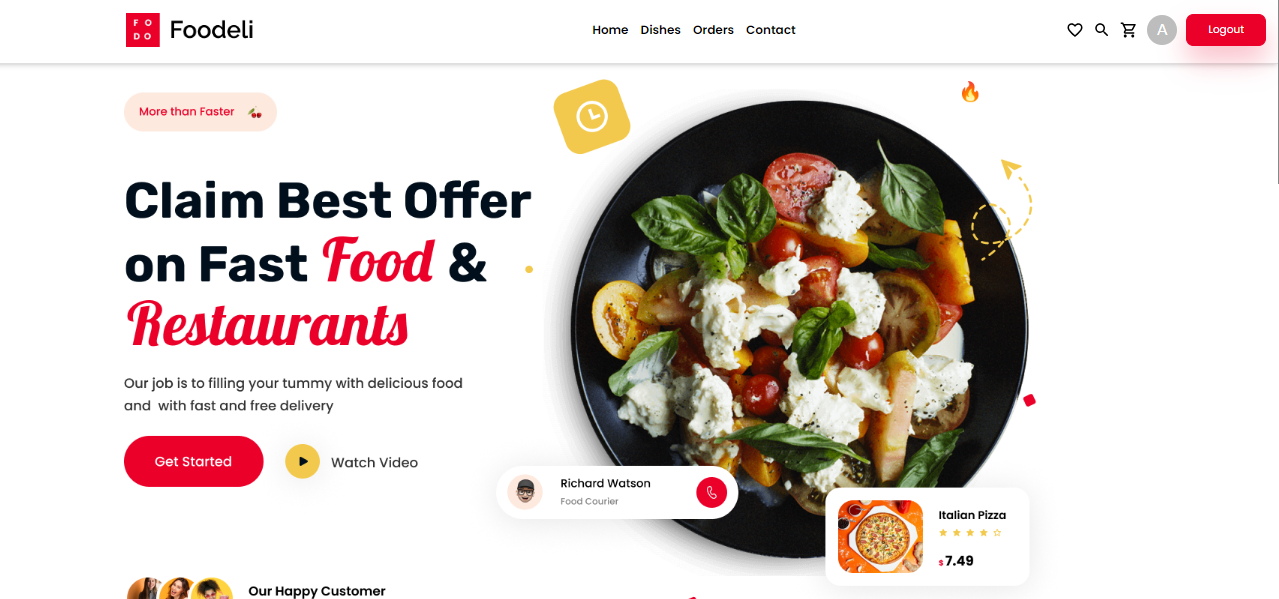 FO
DO
Foodeli
Home Dishes Orders Contact
A
Logout
More than Faster
Claim Best Offer
on Fast Food &
Restaurants
Our job is to filling your tummy with delicious food
and with fast and free delivery
Get Started
Watch Video
Richard Watson
Food Courier
Italian Pizza
$7.49
Our Happy Customer